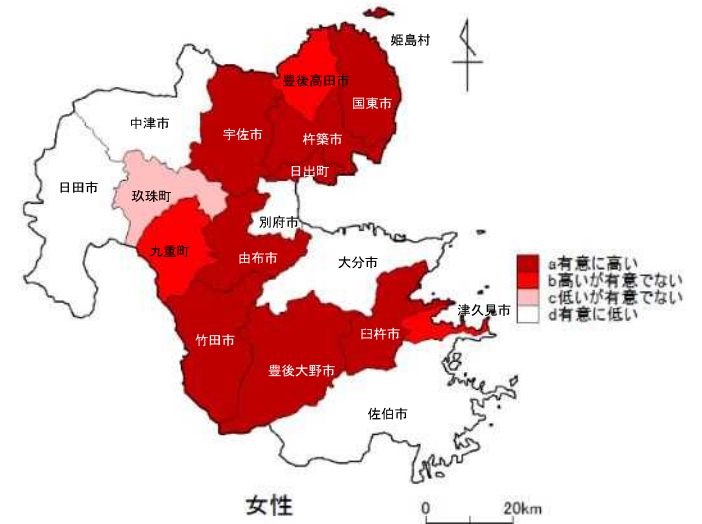 姫島村
豊後高田市
国東市
中津市
宇佐市
杵築市
日出町
日田市
玖珠町
別府市
九重町
由布市
大分市
a有意に高い
b高いが有意でない
c低いが有意でない
d有意に低い
津久見市
竹田市
臼杵市
豊後大野市
佐伯市
女性
0 20km